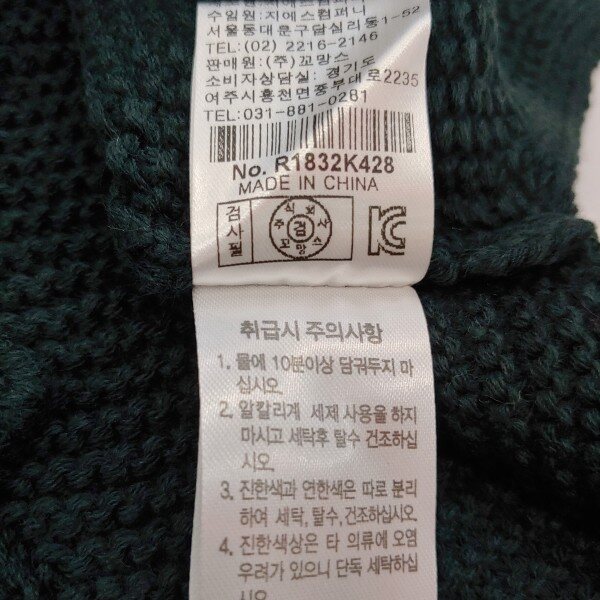 수입원: 지에스컴퍼니
서울동대문구답십리동1-52
TEL: (02) 2216-2146
판매원: (주)꼬망스
소비자상담실: 경기도
여주시흥천면중부대로2235
TEL:031-881-0281
No. R1832K428
MADE IN CHINA
검사필
주식회사
검
꼬망스
취급시 주의사항
1. 물에 10분이상 담궈두지 마
십시오.
2. 알칼리계 세제 사용을 하지
마시고 세탁후 탈수 건조하십
시오.
3. 진한색과 연한색은 따로 분리
하여 세탁, 탈수, 건조하십시오.
4. 진한색상은 타 의류에 오염
우려가 있으니 단독 세탁하십
시오.